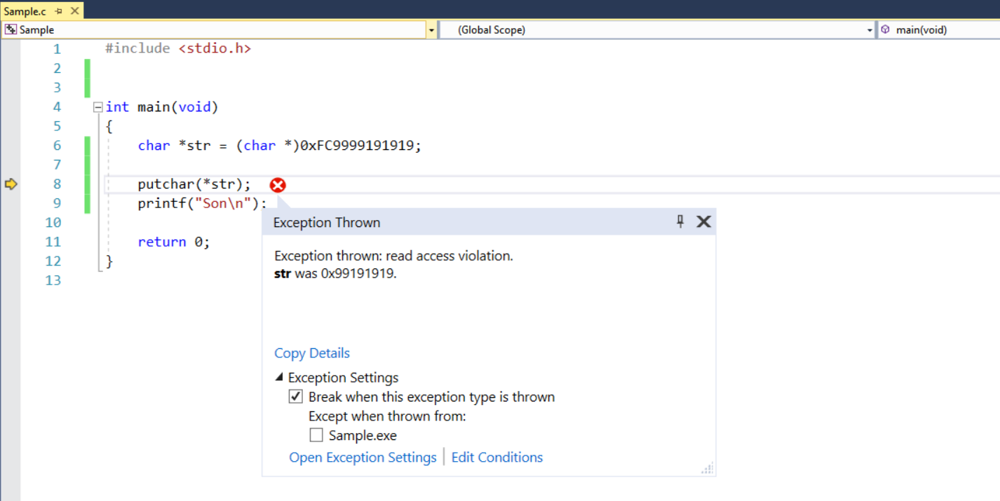 Sample.c
Sample (Global Scope) main(void)
1 #include <stdio.h>
2
3
4 int main(void)
5 {
6 char *str = (char *)0xFC9999191919;
7
8 putchar(*str);
9 printf("Son\n");
10
11 return 0;
12 }
13
Exception Thrown
Exception thrown: read access violation.
str was 0x99191919.
Copy Details
Exception Settings
Break when this exception type is thrown
Except when thrown from:
Sample.exe
Open Exception Settings | Edit Conditions